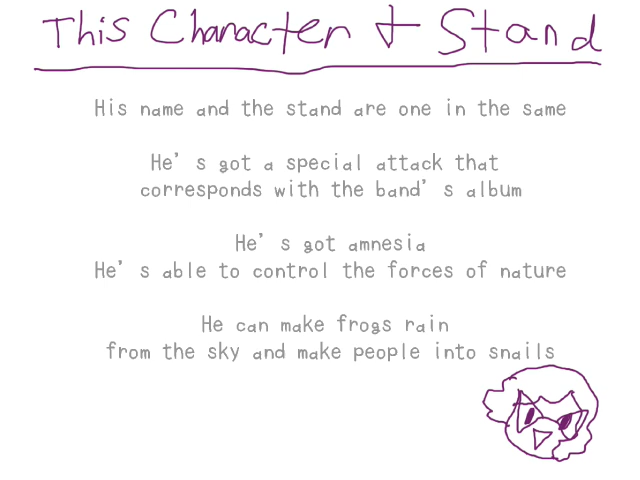 This Character & Stand
His name and the stand are one in the same
He's got a special attack that
corresponds with the band's album
He's got amnesia
He's able to control the forces of nature
He can make frogs rain
from the sky and make people into snails